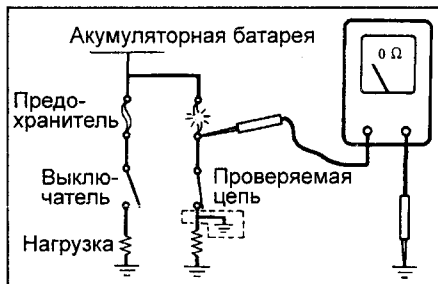 Акумуляторная батарея
0 Ω
Предо-
хранитель
Выклю-
чатель
Проверяемая
цепь
Нагрузка